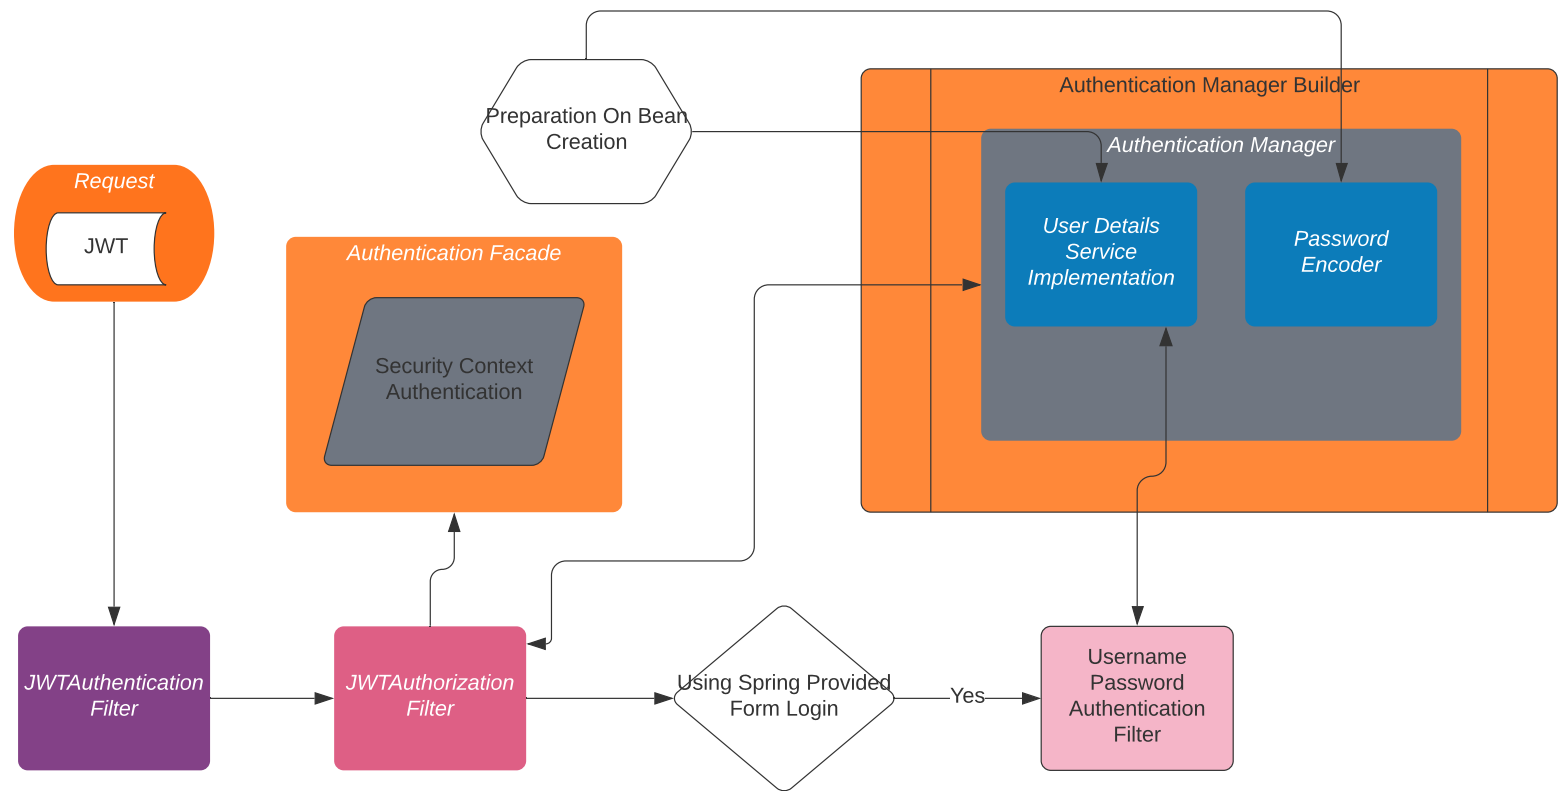 Preparation On Bean
Creation
Authentication Manager Builder
Authentication Manager
User Details
Service
Implementation
Password
Encoder
Request
JWT
Authentication Facade
Security Context
Authentication
JWTAuthentication
Filter
JWTAuthorization
Filter
Using Spring Provided
Form Login
Yes
Username
Password
Authentication
Filter